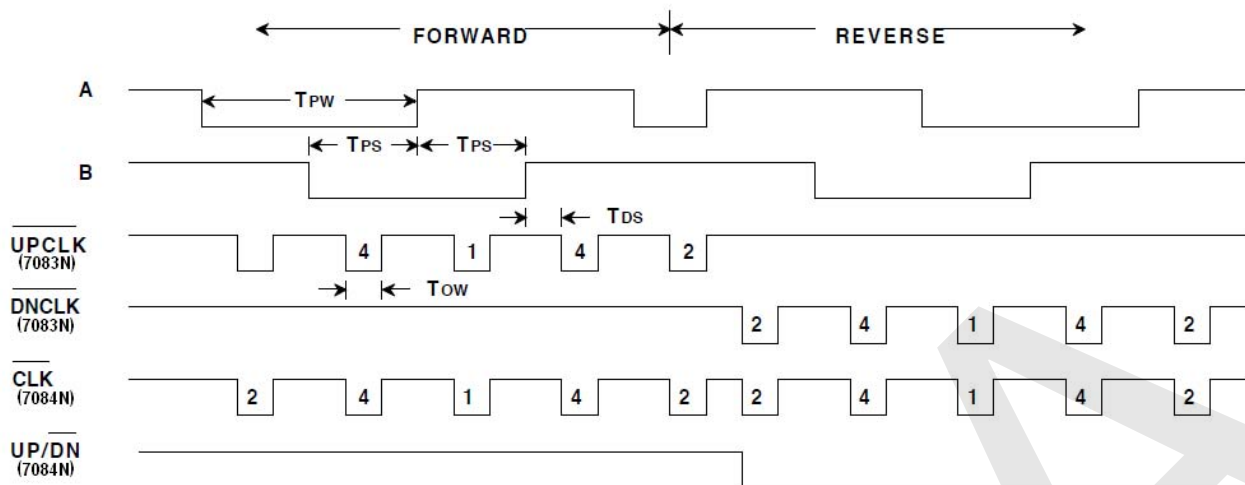 FORWARD REVERSE
A
TPW
TPS TPS
B
TDS
UPCLK
(7083N)
4 1 4 2
TOW
DNCLK
(7083N)
2 4 1 4 2
CLK
(7084N)
2 4 1 4 2 2 4 1 4 2
UP/DN
(7084N)